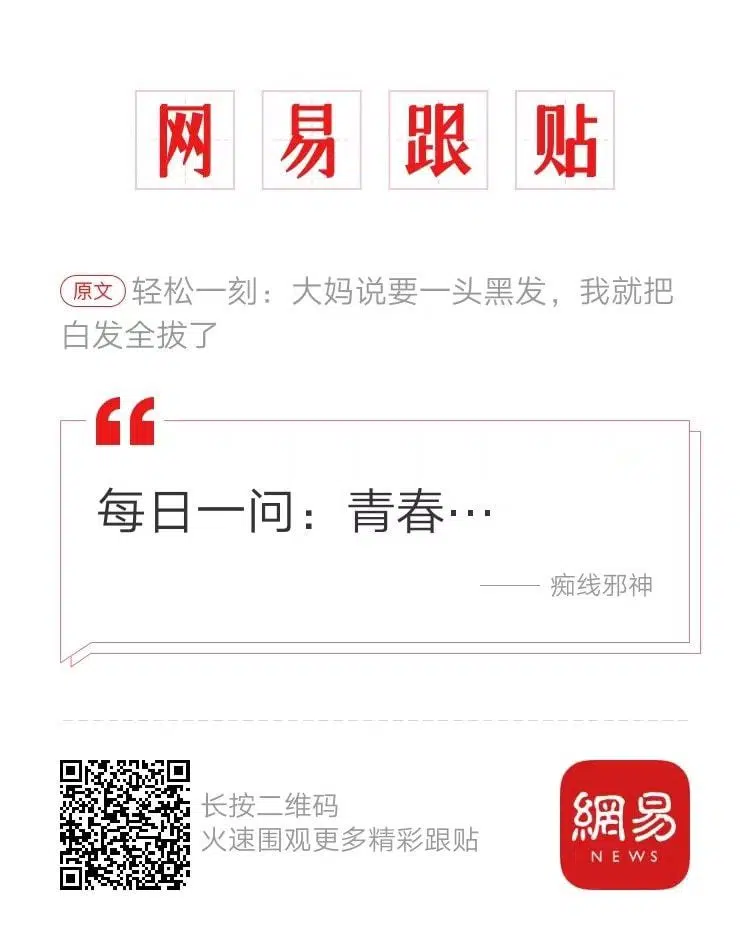 网易跟贴
原文 轻松一刻：大妈说要一头黑发，我就把
白发全拔了
每日一问：青春…
—— 痴线邪神
长按二维码
火速围观更多精彩跟贴
網易
NEWS